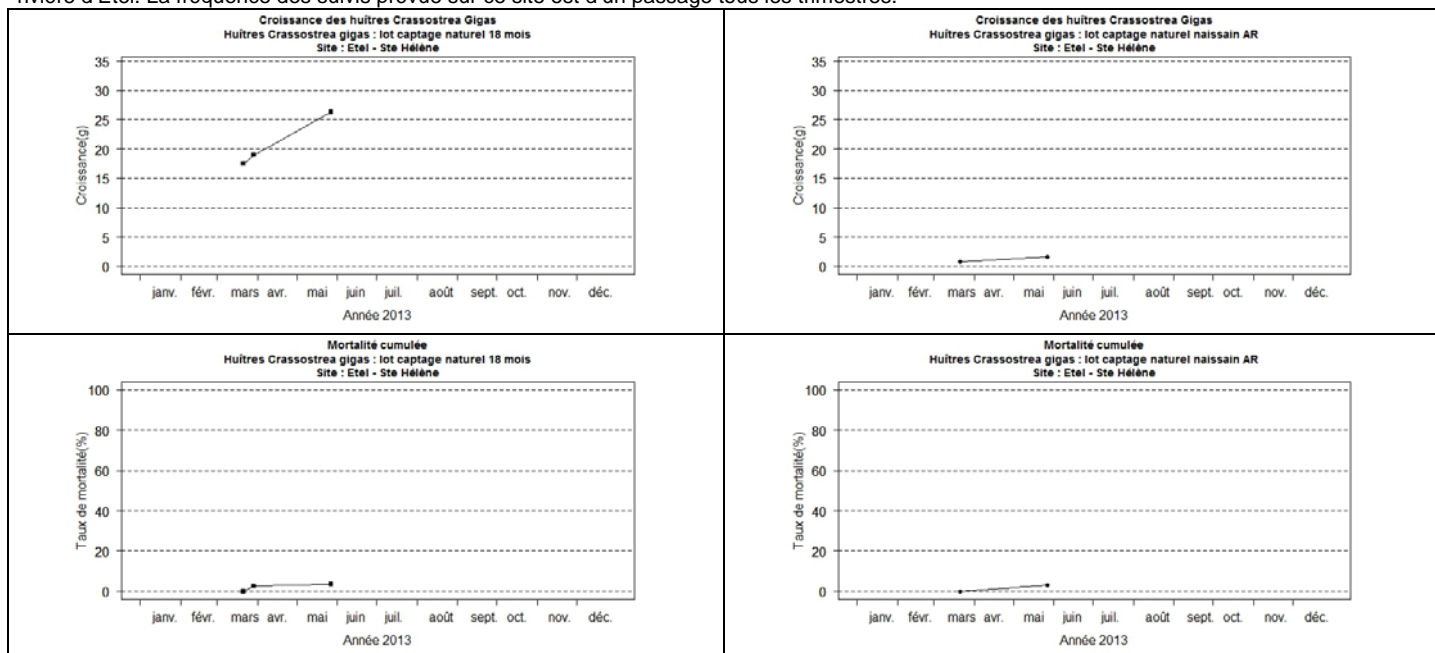 rivière d'Etel. La fréquence des suivis prévue sur ce site est d'un passage tous les trimestres.
Croissance des huîtres Crassostrea Gigas
Huîtres Crassostrea gigas : lot captage naturel 18 mois
Site : Etel - Ste Hélène
35
30
25
20
15
10
5
0
Croissance(g)
janv. févr. mars avr. mai juin juil. août sept. oct. nov. déc.
Année 2013
Croissance des huîtres Crassostrea Gigas
Huîtres Crassostrea gigas : lot captage naturel naissain AR
Site : Etel - Ste Hélène
35
30
25
20
15
10
5
0
Croissance(g)
janv. févr. mars avr. mai juin juil. août sept. oct. nov. déc.
Année 2013
Mortalité cumulée
Huîtres Crassostrea gigas : lot captage naturel 18 mois
Site : Etel - Ste Hélène
100
80
60
40
20
0
Taux de mortalité(%)
janv. févr. mars avr. mai juin juil. août sept. oct. nov. déc.
Année 2013
Mortalité cumulée
Huîtres Crassostrea gigas : lot captage naturel naissain AR
Site : Etel - Ste Hélène
100
80
60
40
20
0
Taux de mortalité(%)
janv. févr. mars avr. mai juin juil. août sept. oct. nov. déc.
Année 2013